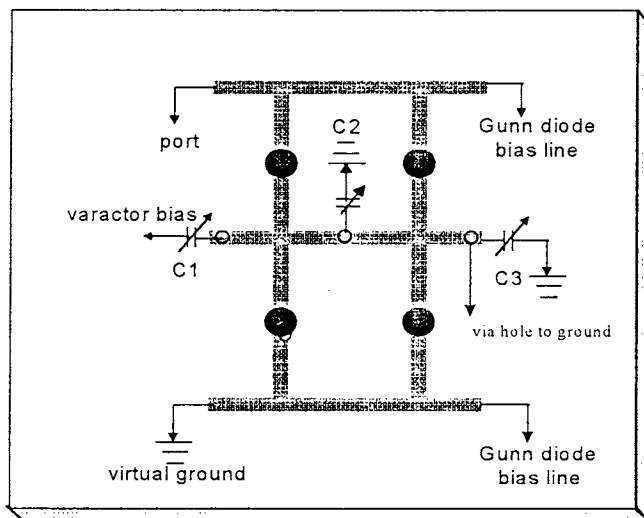 port
C2
Gunn diode
bias line
varactor bias
C1
C3
via hole to ground
virtual ground
Gunn diode
bias line